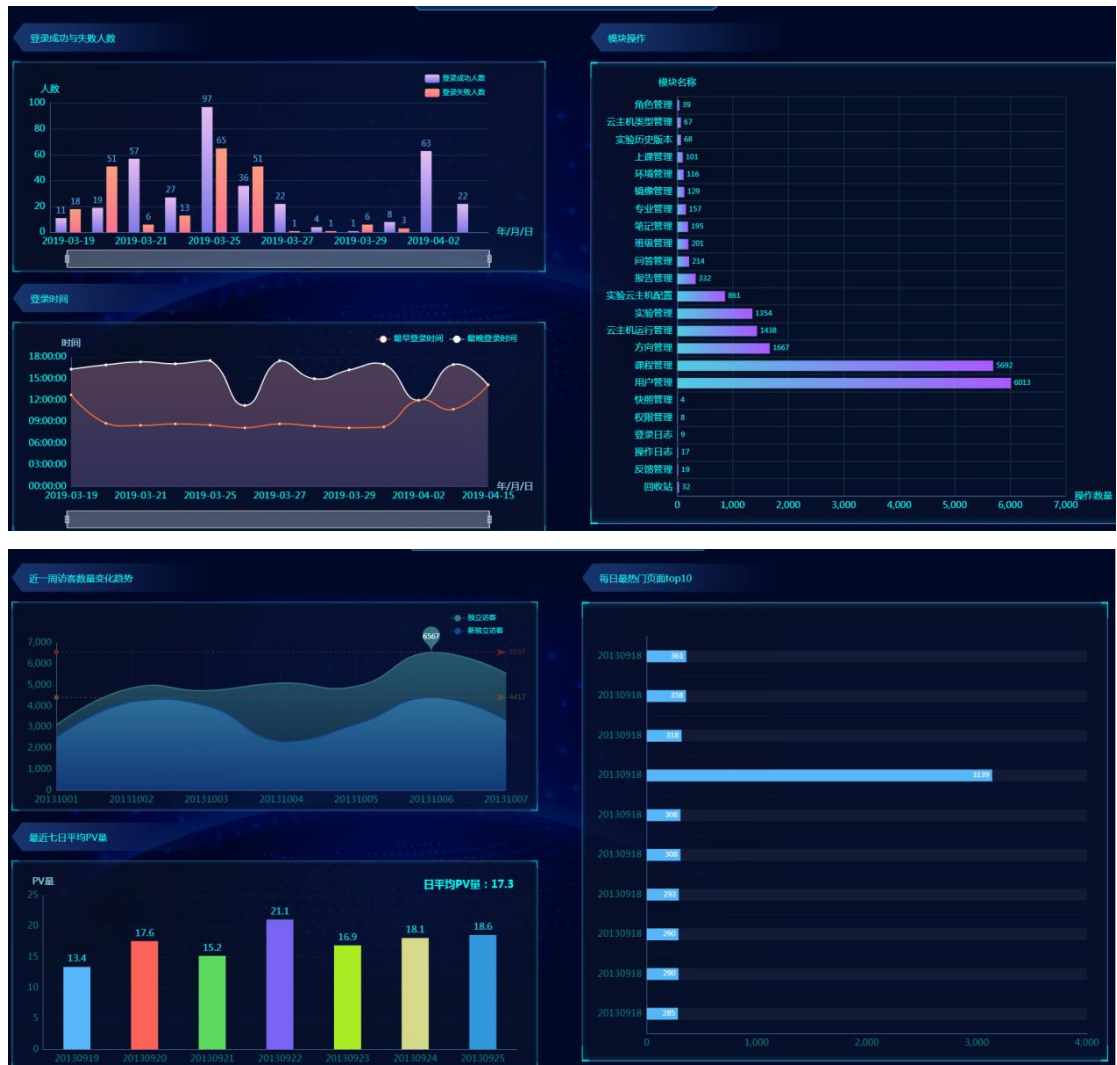 登录成功与失败人数
人数
登录成功人数
登录失败人数
100
80
60
40
20
0
11 18 19 51 57 6 27 13 97 65 36 51 22 1 4 1 1 6 8 3 63 22
2019-03-19 2019-03-21 2019-03-25 2019-03-27 2019-03-29 2019-04-02
年/月/日
登录时间
时间
最早登录时间 最晚登录时间
18:00:00
15:00:00
12:00:00
09:00:00
06:00:00
03:00:00
00:00:00
2019-03-19 2019-03-21 2019-03-25 2019-03-27 2019-03-29 2019-04-02 2019-04-15
年/月/日
模块操作
模块名称
角色管理 39
云主机类型管理 67
实验历史版本 68
上课管理 101
环境管理 116
镜像管理 129
专业管理 157
笔记管理 195
班级管理 201
问答管理 214
报告管理 332
实验云主机配置 861
实验管理 1354
云主机运行管理 1438
方向管理 1667
课程管理 5692
用户管理 6013
快照管理 4
权限管理 8
登录日志 9
操作日志 17
反馈管理 19
回收站 32
0 1,000 2,000 3,000 4,000 5,000 6,000 7,000
操作数量
近一周访客数量变化趋势
独立访客
新独立访客
7,000
6,000
5,000
4,000
3,000
2,000
1,000
0
6567
6567
4417
20131001 20131002 20131003 20131004 20131005 20131006 20131007
最近七日平均PV量
PV量
日平均PV量：17.3
25
20
15
10
5
0
13.4 17.6 15.2 21.1 16.9 18.1 18.6
20130919 20130920 20130921 20130922 20130923 20130924 20130925
每日最热门页面top10
20130918 361
20130918 358
20130918 318
20130918 3139
20130918 308
20130918 308
20130918 293
20130918 290
20130918 290
20130918 285
0 1,000 2,000 3,000 4,000